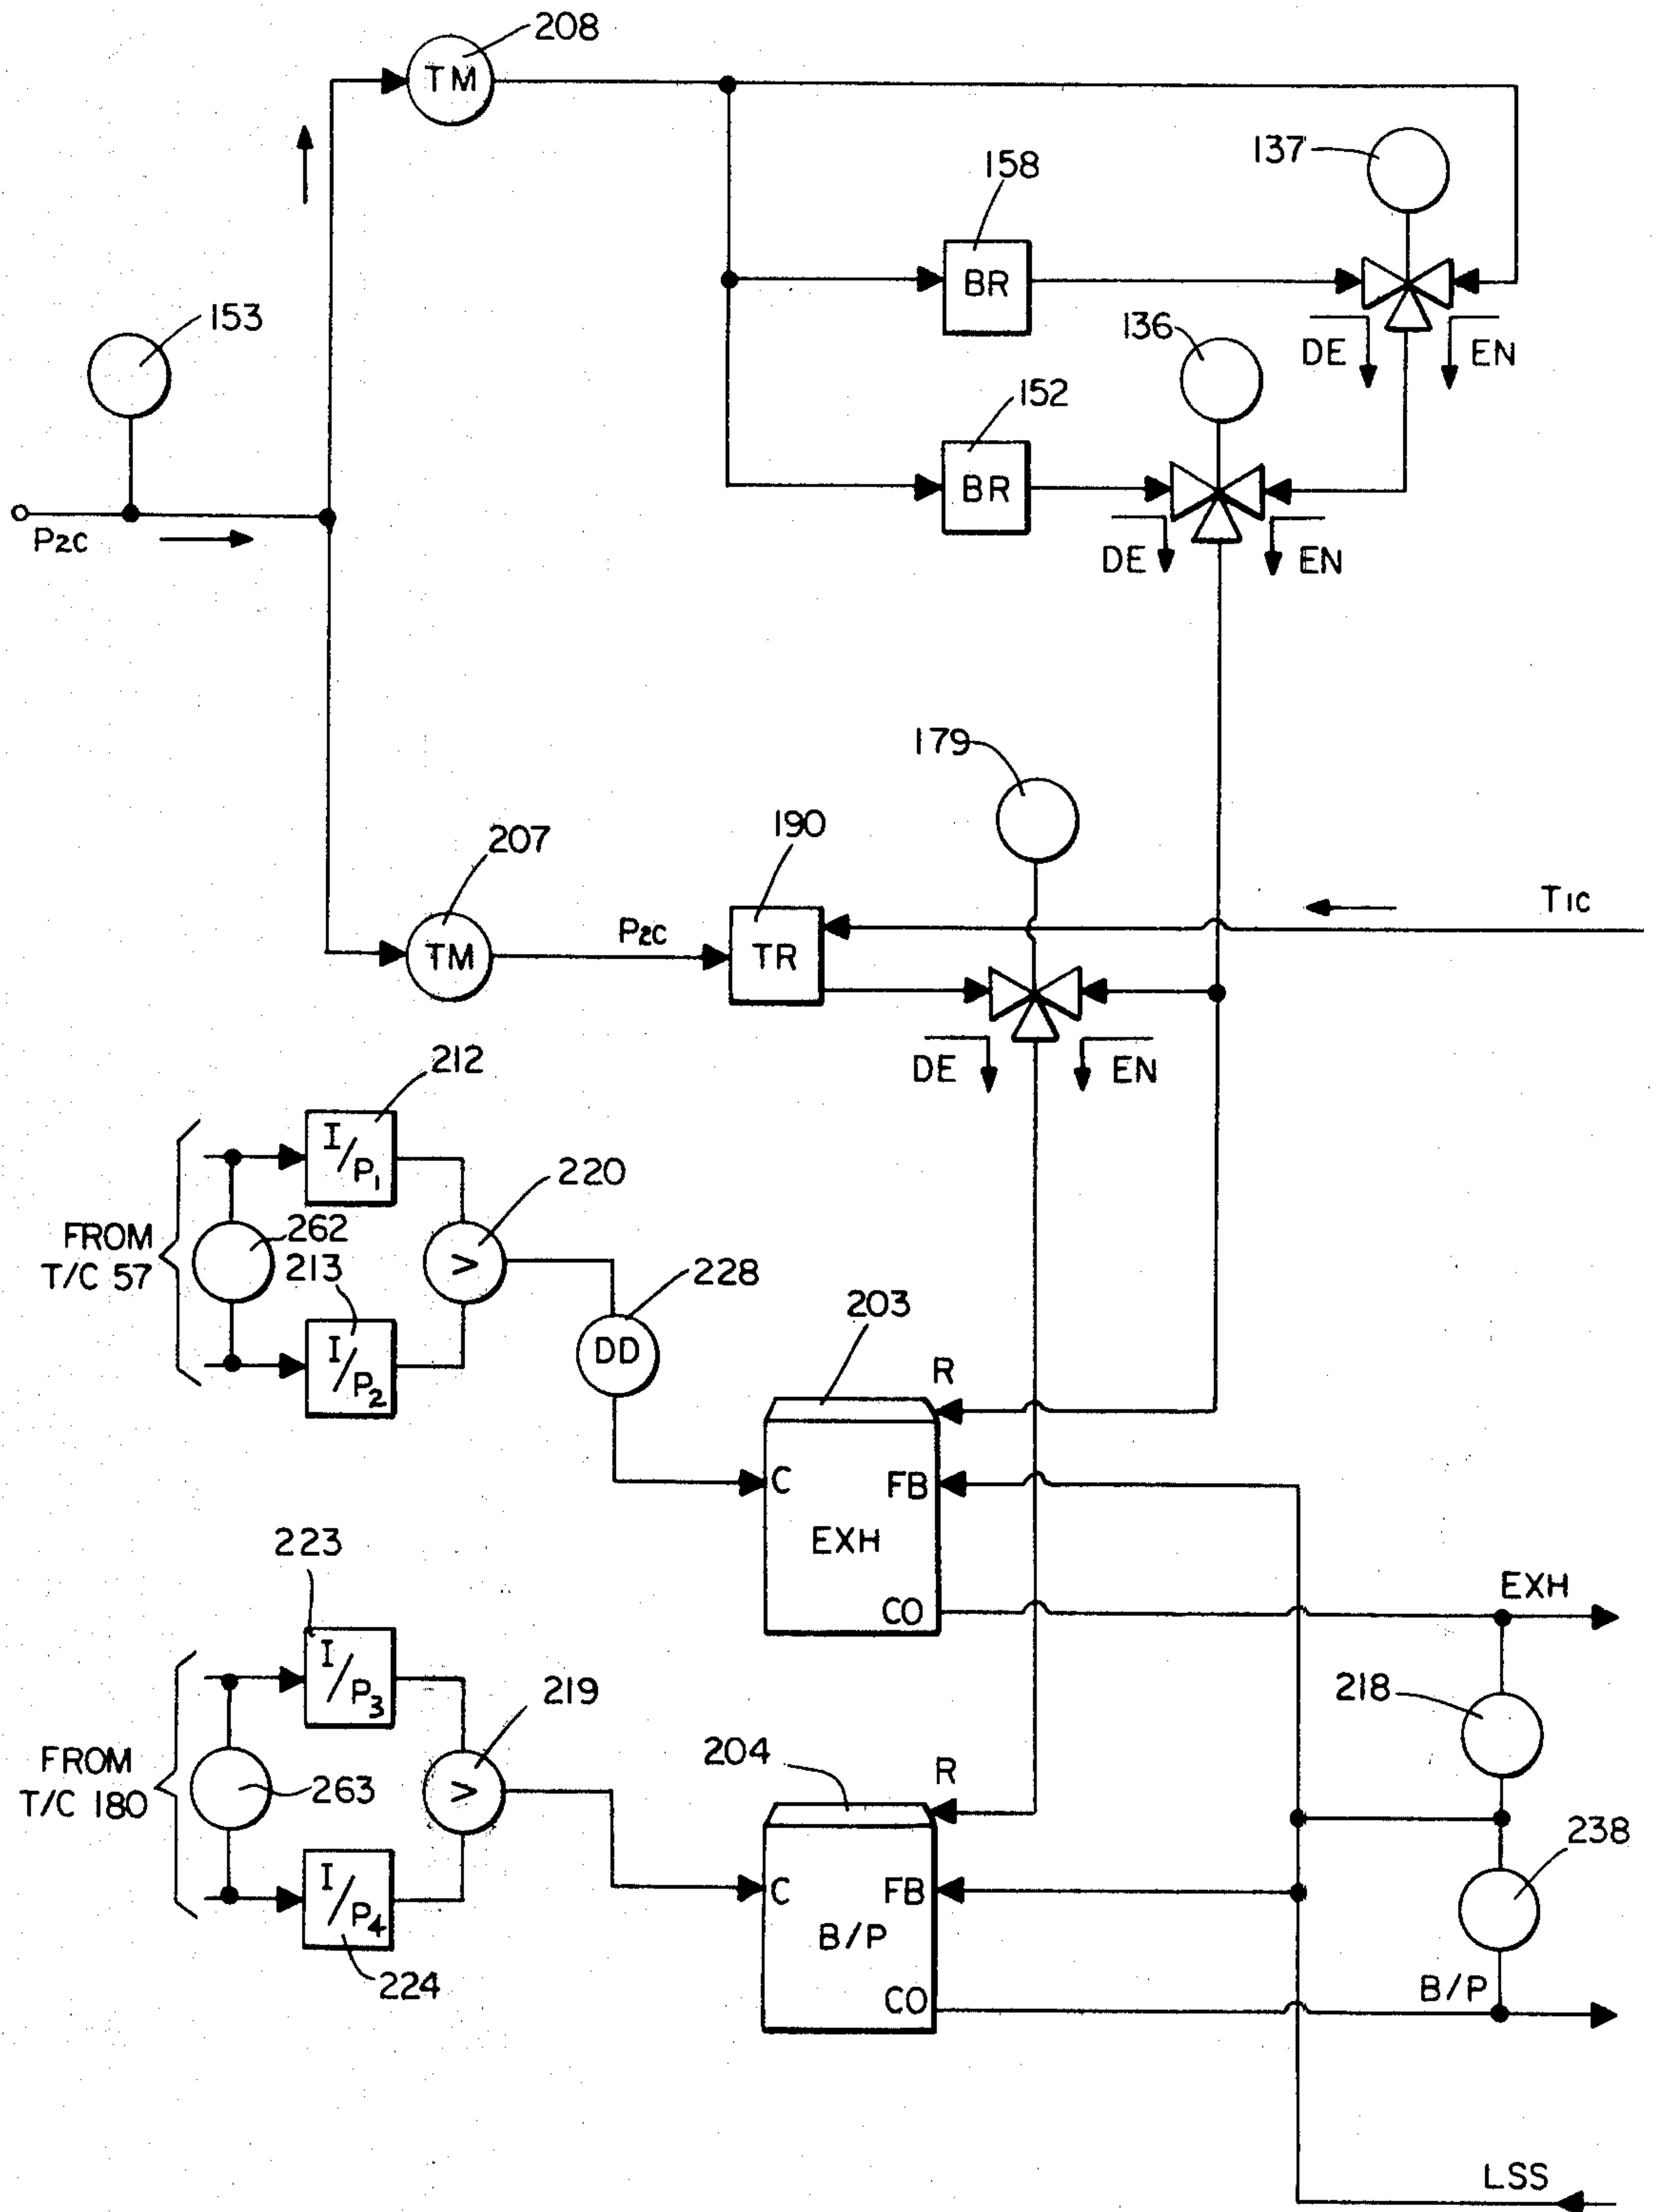 208
TM
137
158
BR
DE
EN
153
136
152
BR
P2C
DE
EN
179
190
207
T1C
P2C
TM
TR
212
DE
EN
I/P1
220
FROM
T/C 57
262
213
>
228
I/P2
DD
203
R
C
FB
EXH
CO
223
EXH
I/P3
219
218
FROM
T/C 180
263
>
204
R
238
I/P4
C
FB
B/P
224
CO
B/P
LSS